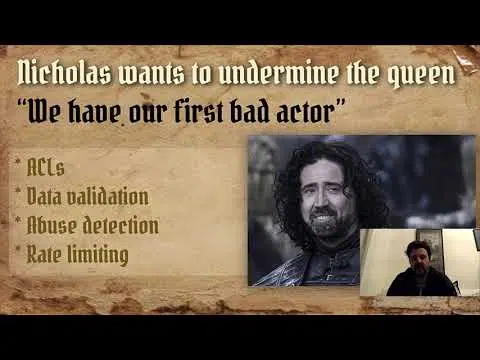 Nicholas wants to undermine the queen
“We have our first bad actor”
* ACLs
* Data validation
* Abuse detection
* Rate limiting